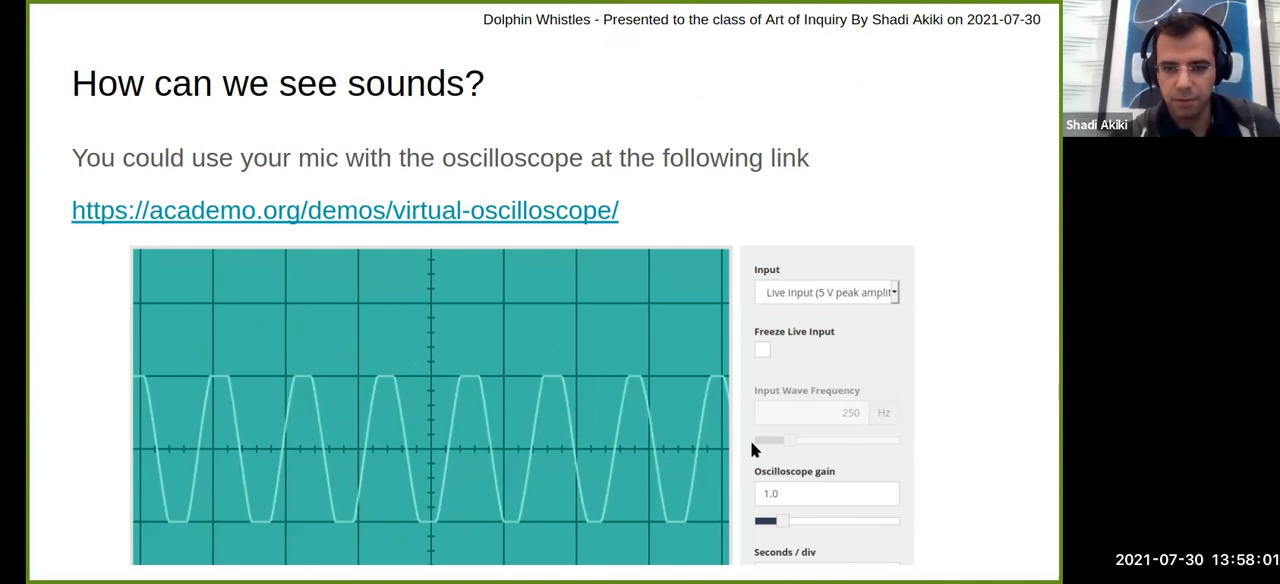 Dolphin Whistles - Presented to the class of Art of Inquiry By Shadi Akiki on 2021-07-30
How can we see sounds?
You could use your mic with the oscilloscope at the following link
https://academo.org/demos/virtual-oscilloscope/
Input
Live Input (5 V peak amplit
Freeze Live Input
Input Wave Frequency
250 Hz
Oscilloscope gain
1.0
Seconds / div
Shadi Akiki
2021-07-30 13:58:01